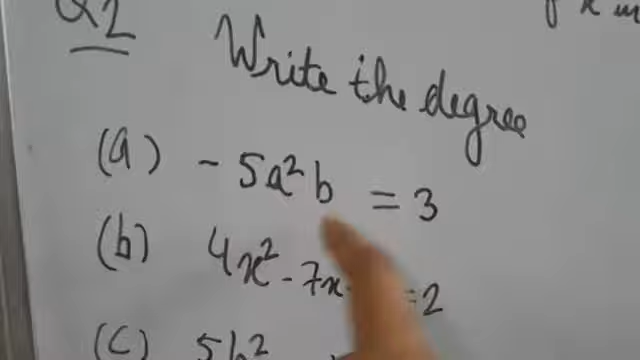 Q2 Write the degree
(a) - 5a²b = 3
(b) 4x² - 7x = 2
(c)